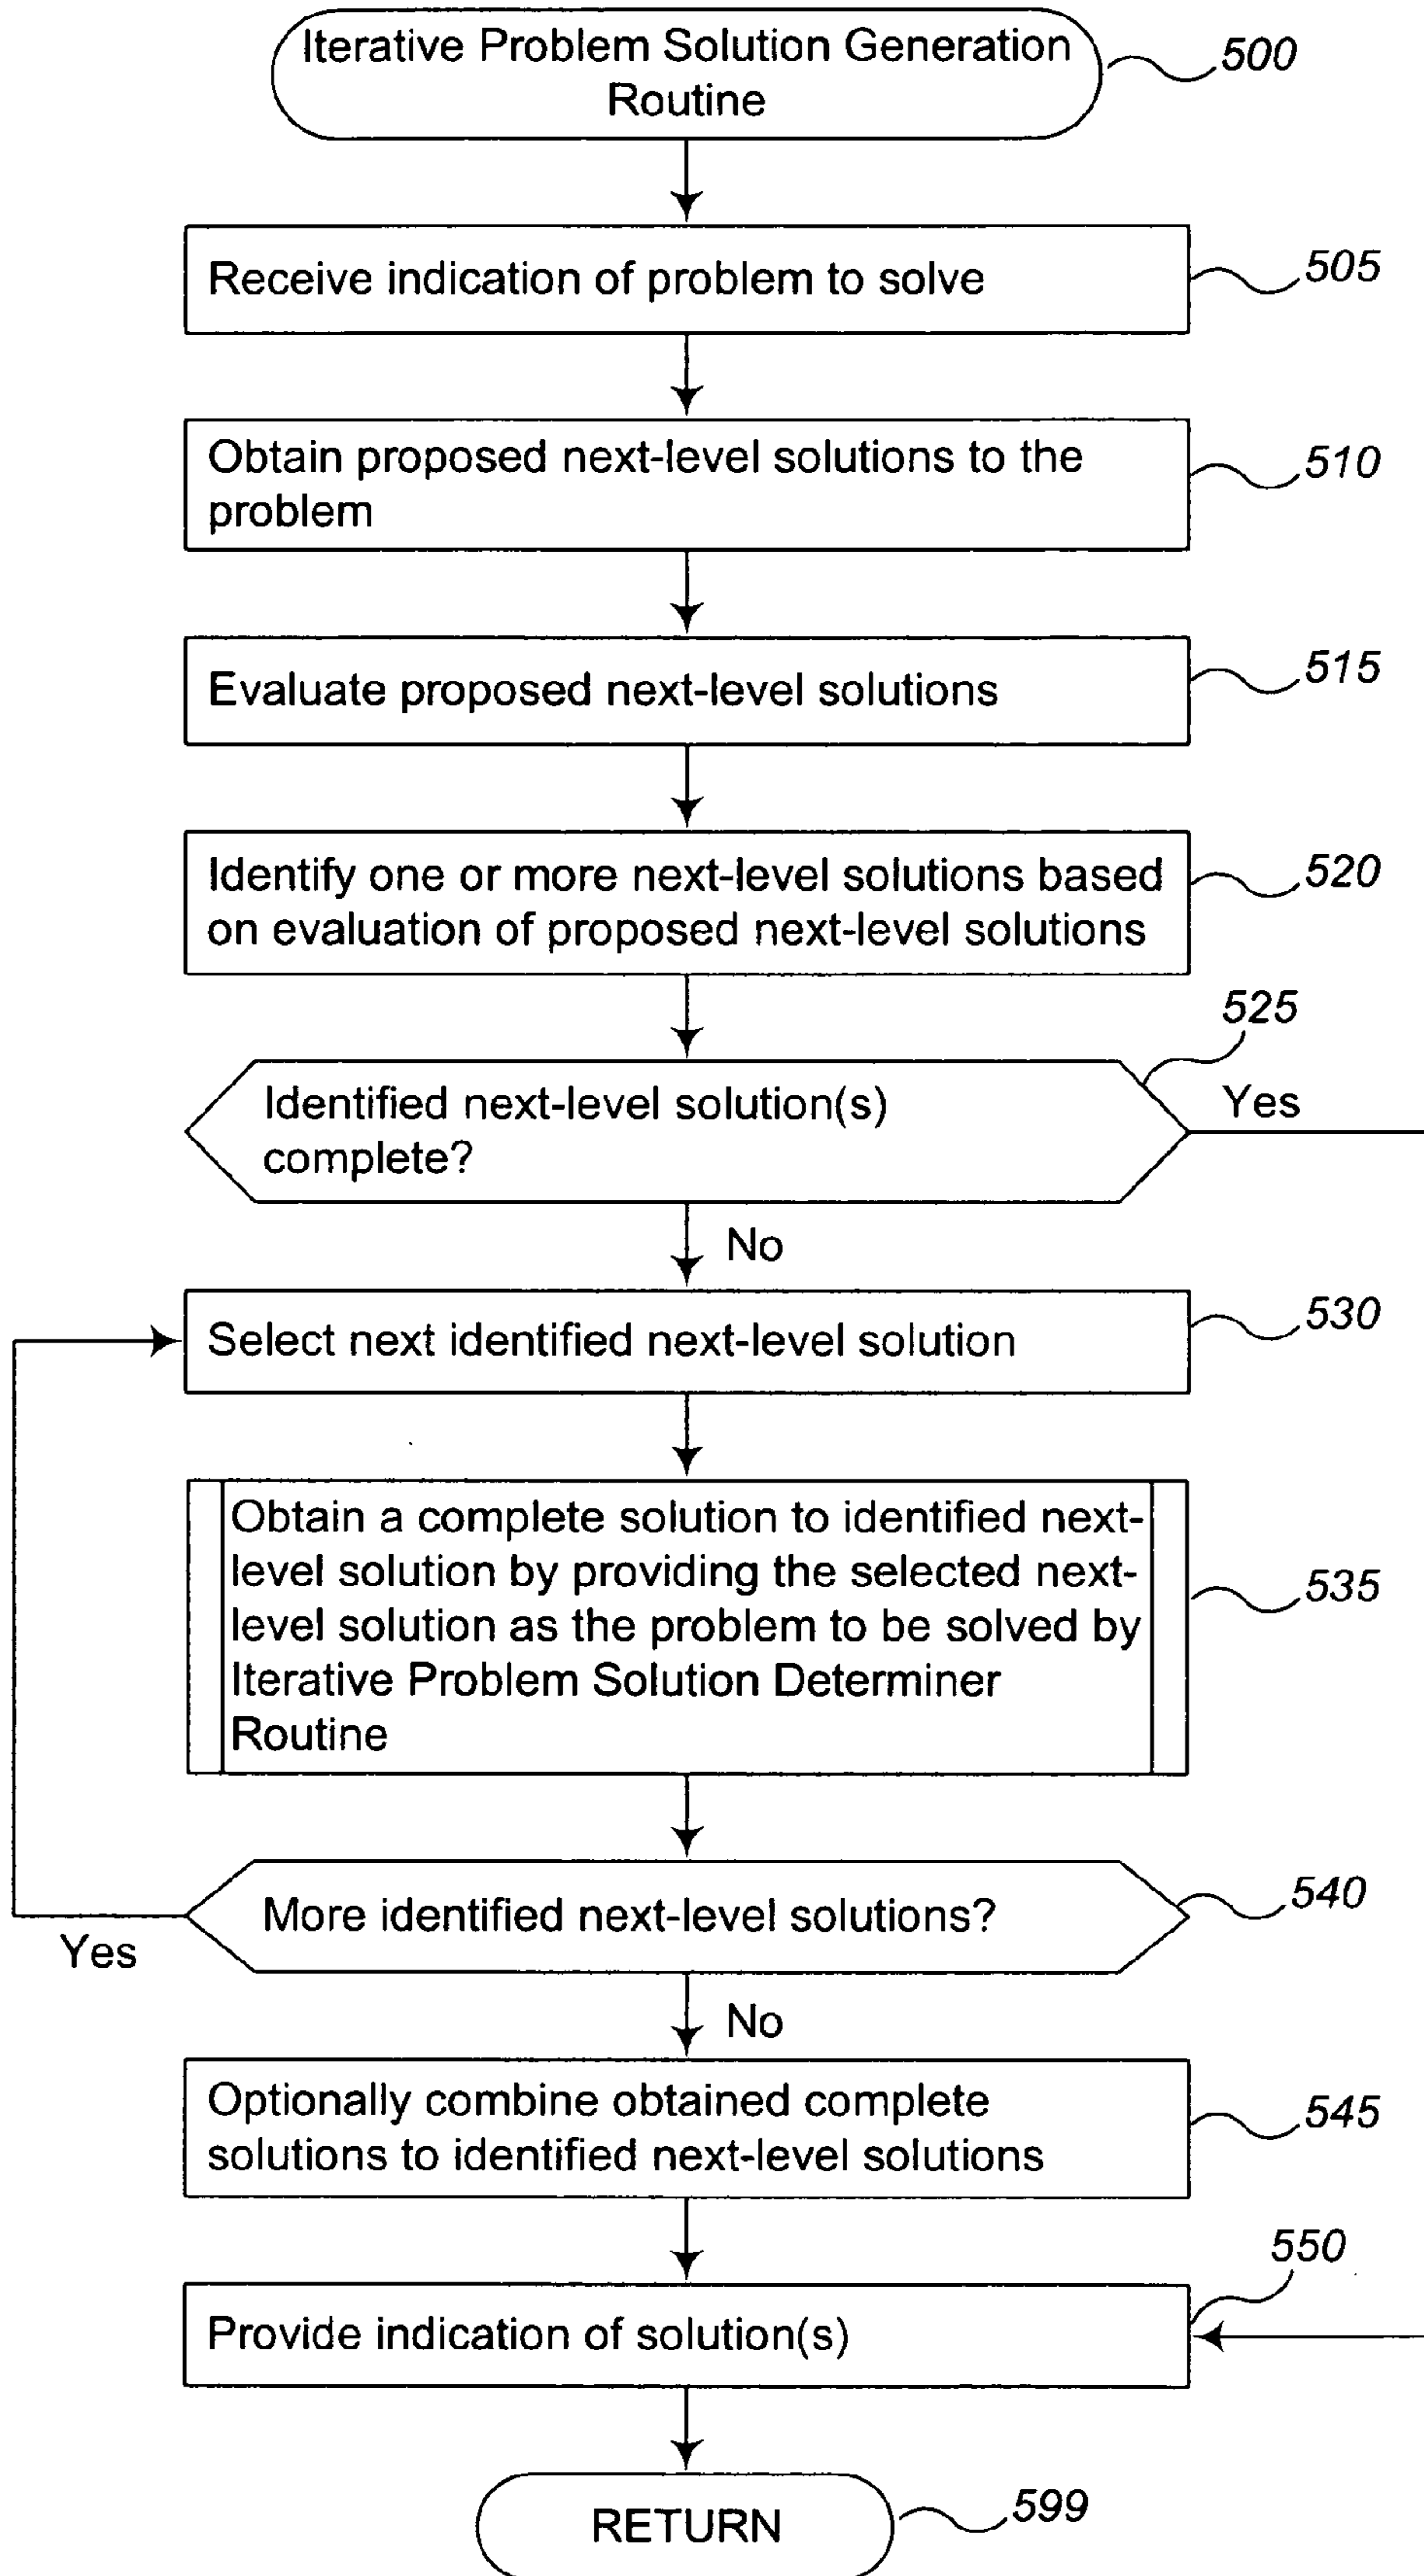 Iterative Problem Solution Generation
Routine
500
Receive indication of problem to solve
505
Obtain proposed next-level solutions to the
problem
510
Evaluate proposed next-level solutions
515
Identify one or more next-level solutions based
on evaluation of proposed next-level solutions
520
525
Identified next-level solution(s)
complete?
Yes
No
Select next identified next-level solution
530
Obtain a complete solution to identified next-
level solution by providing the selected next-
level solution as the problem to be solved by
Iterative Problem Solution Determiner
Routine
535
More identified next-level solutions?
540
Yes
No
Optionally combine obtained complete
solutions to identified next-level solutions
545
550
Provide indication of solution(s)
RETURN
599